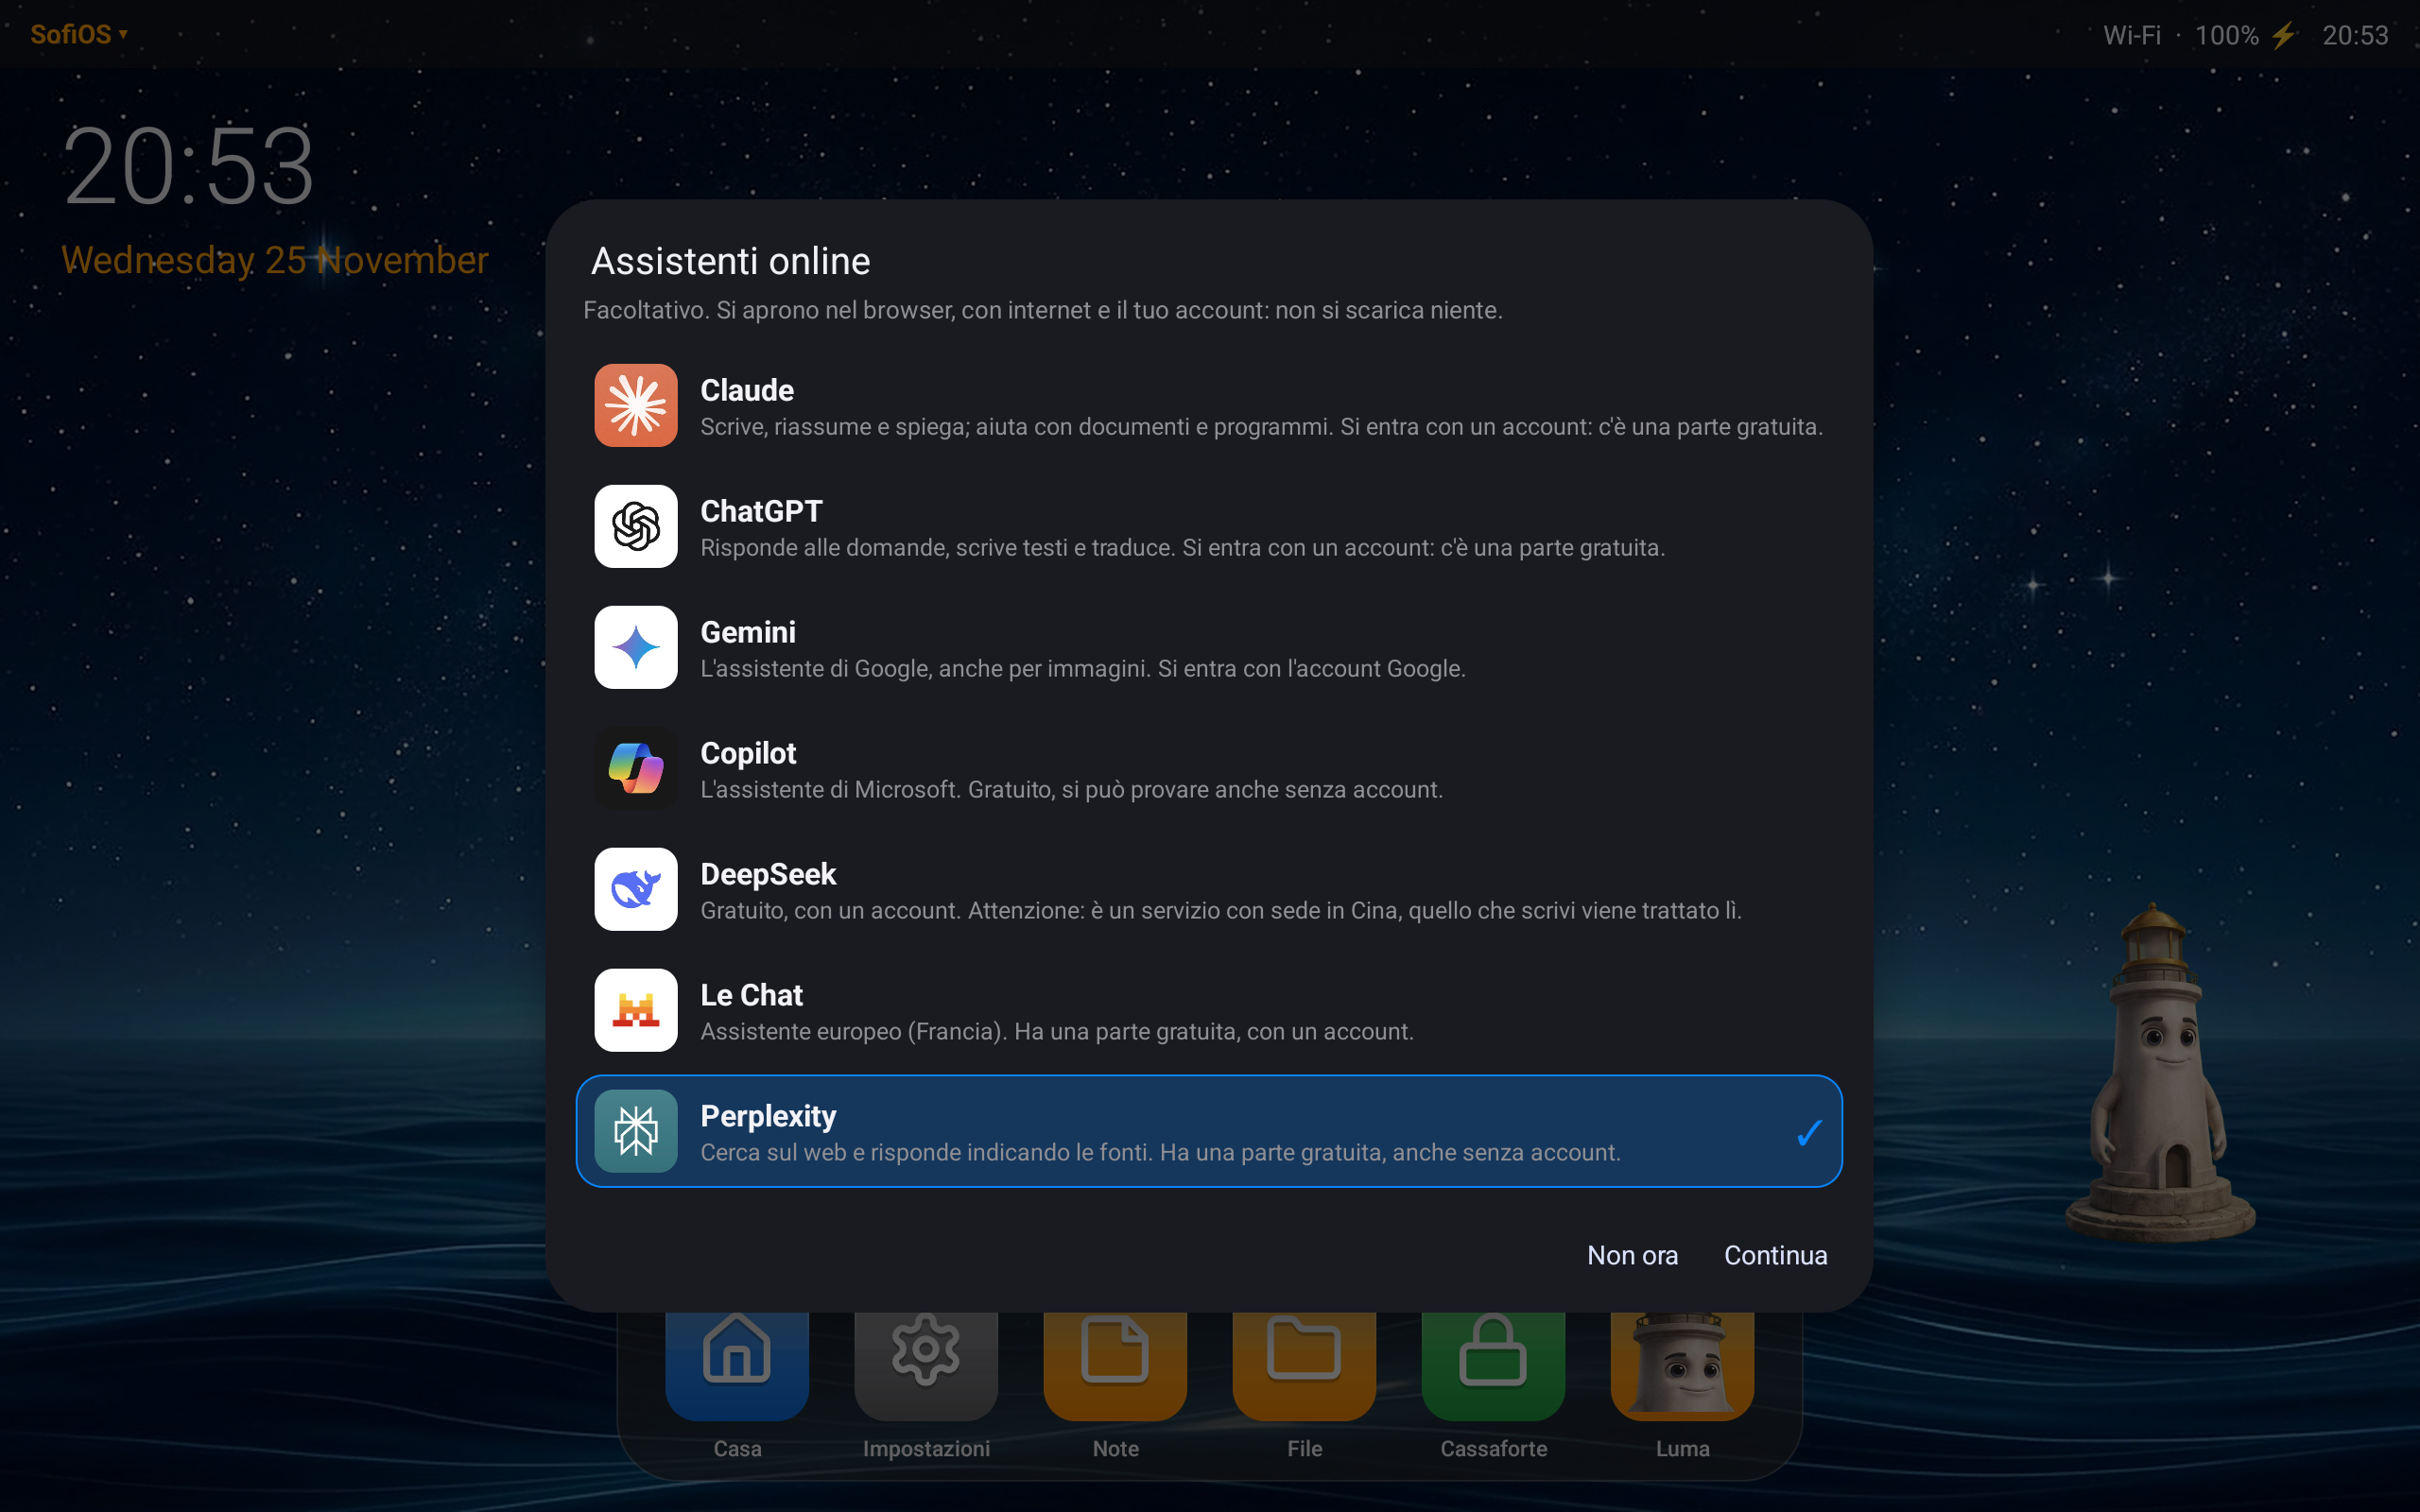 SofiOS ▾
Wi-Fi · 100% ⚡ 20:53
20:53
Wednesday 25 November
Assistenti online
Facoltativo. Si aprono nel browser, con internet e il tuo account: non si scarica niente.
Claude
Scrive, riassume e spiega; aiuta con documenti e programmi. Si entra con un account: c'è una parte gratuita.
ChatGPT
Risponde alle domande, scrive testi e traduce. Si entra con un account: c'è una parte gratuita.
Gemini
L'assistente di Google, anche per immagini. Si entra con l'account Google.
Copilot
L'assistente di Microsoft. Gratuito, si può provare anche senza account.
DeepSeek
Gratuito, con un account. Attenzione: è un servizio con sede in Cina, quello che scrivi viene trattato lì.
Le Chat
Assistente europeo (Francia). Ha una parte gratuita, con un account.
Perplexity
Cerca sul web e risponde indicando le fonti. Ha una parte gratuita, anche senza account.
✓
Non ora Continua
Casa Impostazioni Note File Cassaforte Luma